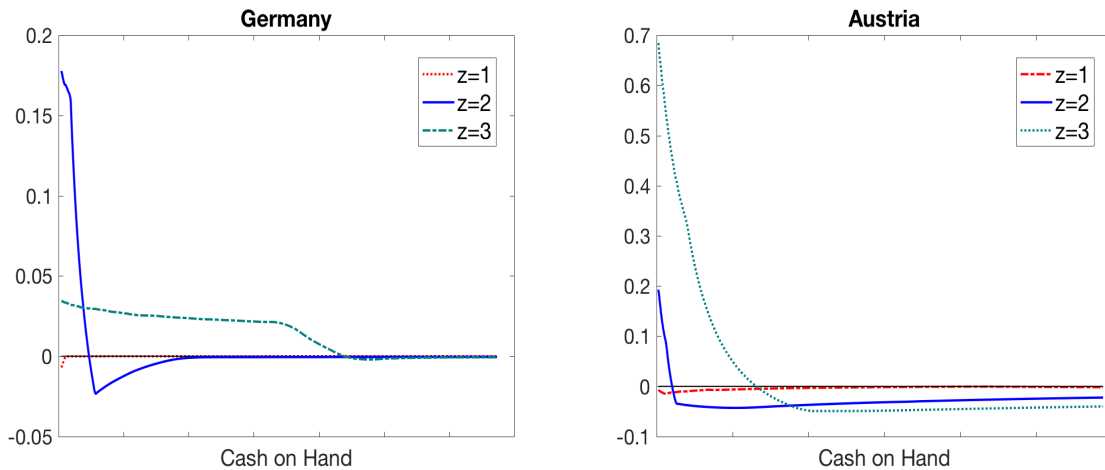 Germany
0.2
0.15
0.1
0.05
0
-0.05
z=1
z=2
z=3
Cash on Hand
Austria
0.7
0.6
0.5
0.4
0.3
0.2
0.1
0
-0.1
z=1
z=2
z=3
Cash on Hand